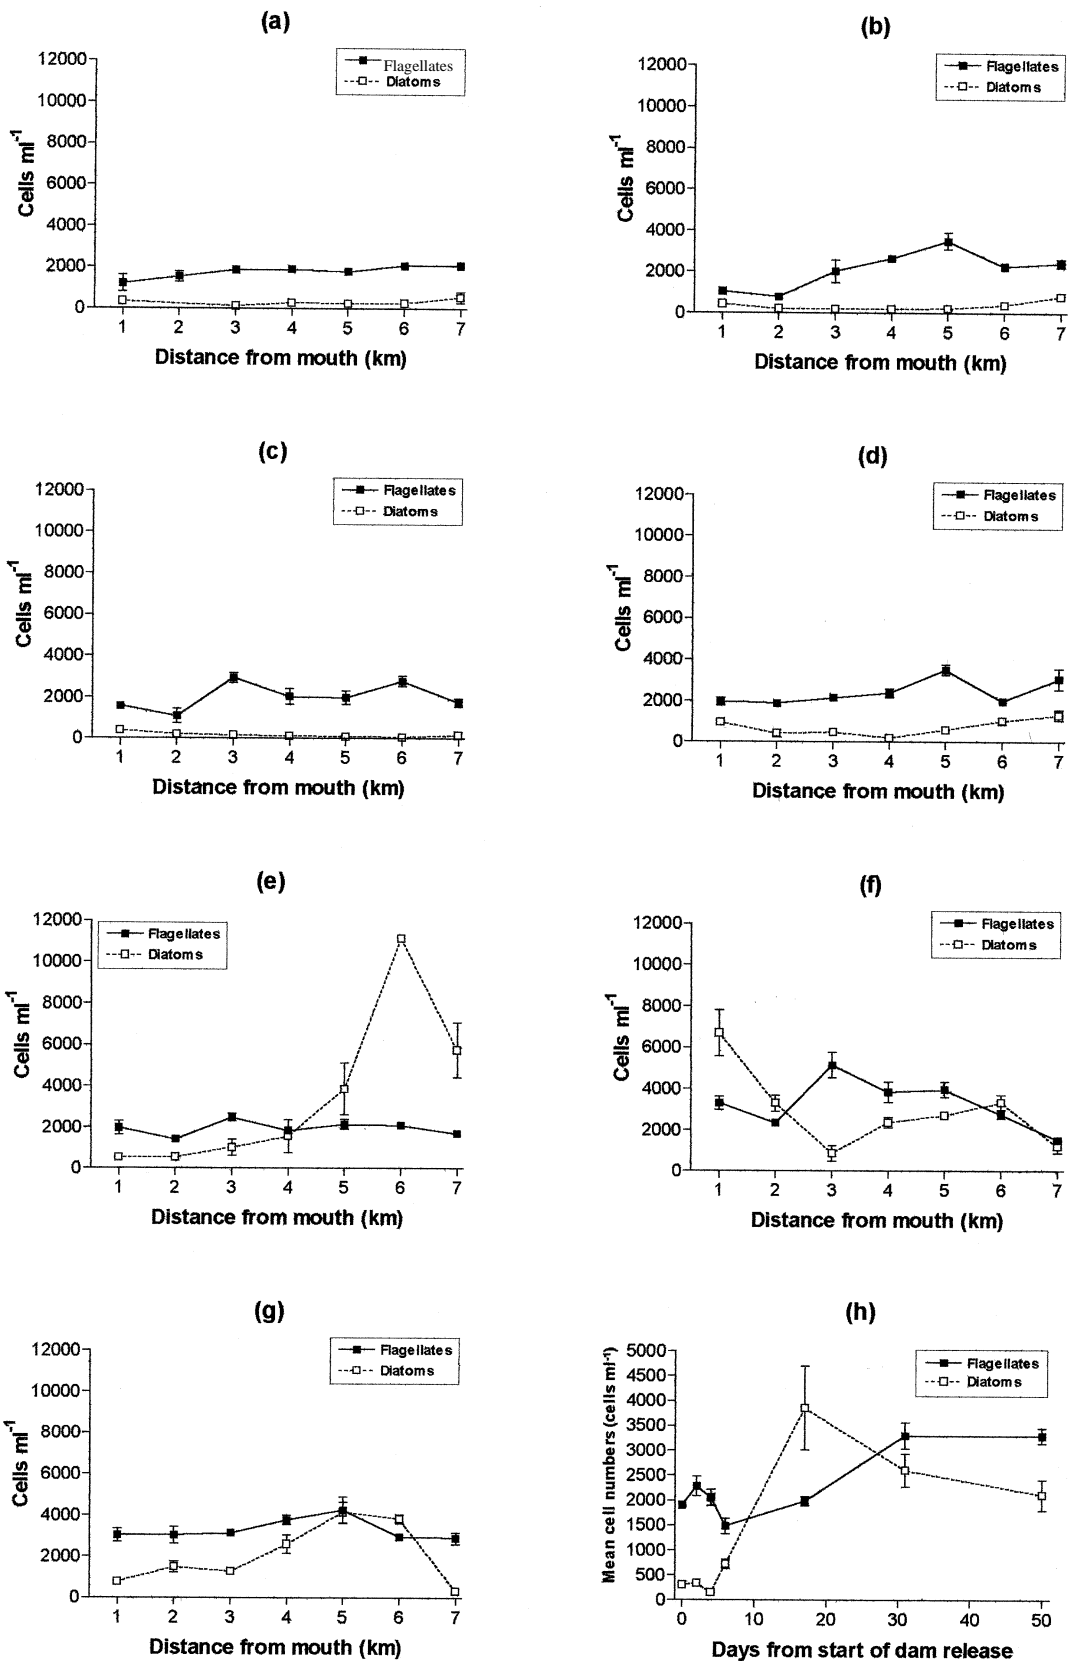 (a)
12000
10000
8000
6000
4000
2000
0
Cells ml-1
Flagellates
Diatoms
1 2 3 4 5 6 7
Distance from mouth (km)
(b)
12000
10000
8000
6000
4000
2000
0
Cells ml-1
Flagellates
Diatoms
1 2 3 4 5 6 7
Distance from mouth (km)
(c)
12000
10000
8000
6000
4000
2000
0
Cells ml-1
Flagellates
Diatoms
1 2 3 4 5 6 7
Distance from mouth (km)
(d)
12000
10000
8000
6000
4000
2000
0
Cells ml-1
Flagellates
Diatoms
1 2 3 4 5 6 7
Distance from mouth (km)
(e)
12000
10000
8000
6000
4000
2000
0
Cells ml-1
Flagellates
Diatoms
1 2 3 4 5 6 7
Distance from mouth (km)
(f)
12000
10000
8000
6000
4000
2000
0
Cells ml-1
Flagellates
Diatoms
1 2 3 4 5 6 7
Distance from mouth (km)
(g)
12000
10000
8000
6000
4000
2000
0
Cells ml-1
Flagellates
Diatoms
1 2 3 4 5 6 7
Distance from mouth (km)
(h)
5000
4500
4000
3500
3000
2500
2000
1500
1000
500
0
Mean cell numbers (cells ml-1)
Flagellates
Diatoms
0 10 20 30 40 50
Days from start of dam release